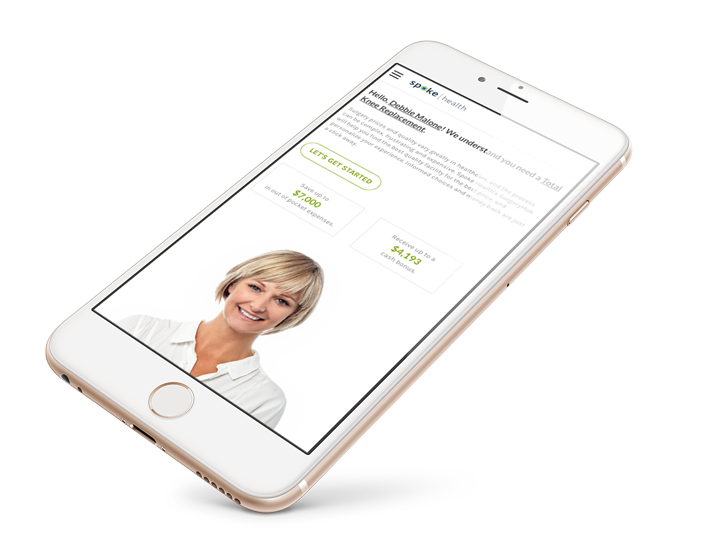 spoke | health
Hello, Debbie Malone! We understand you need a Total
Knee Replacement.
Surgery prices and quality vary greatly in healthcare, and the process
can be complex, frustrating and expensive. Spoke Health's SurgeryHub
will help you find the best quality facility for the best price, and
personalize your experience. Informed choices and money back are just
a click away.
LET'S GET STARTED
Save up to
$7,000
in out of pocket expenses.
Receive up to a
$4,193
cash bonus.